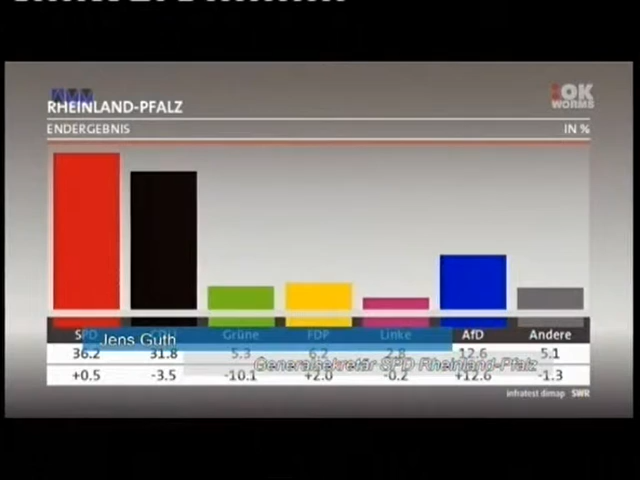 RHEINLAND-PFALZ
:OK
WORMS
ENDERGEBNIS IN %
SPD CDU Grüne FDP Linke AfD Andere
Jens Guth
36.2 31.8 5.3 6.2 2.8 12.6 5.1
Generalsekretär SPD Rheinland-Pfalz
+0.5 -3.5 -10.1 +2.0 -0.2 +12.6 -1.3
infratest dimap SWR